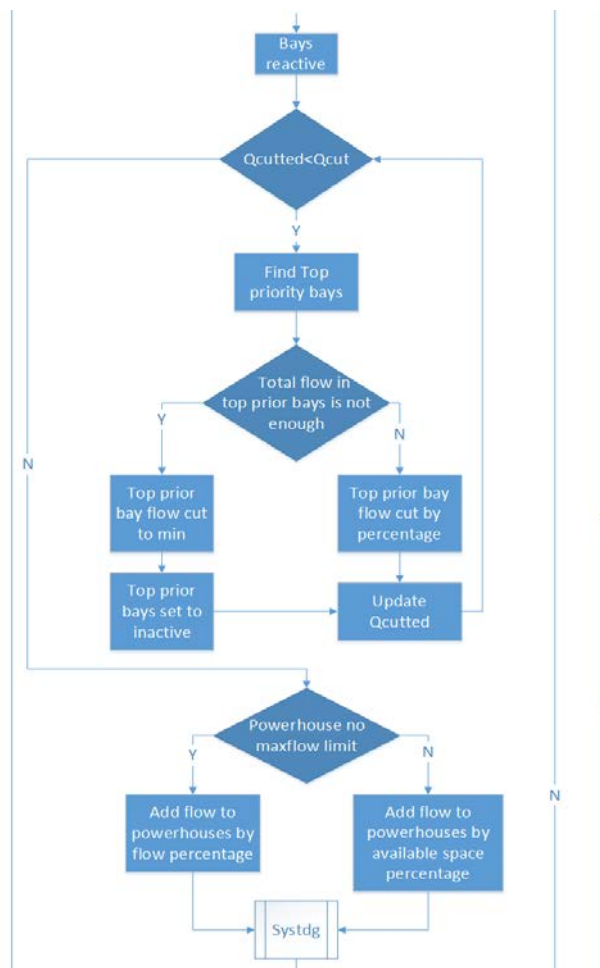 Bays
reactive
Qcutted<Qcut
Y
Find Top
priority bays
Total flow in
top prior bays is not
enough
Y
N
N
Top prior
bay flow cut
to min
Top prior bay
flow cut by
percentage
Top prior
bays set to
inactive
Update
Qcutted
Powerhouse no
maxflow limit
Y
N
N
Add flow to
powerhouses by
flow percentage
Add flow to
powerhouses by
available space
percentage
Systdg